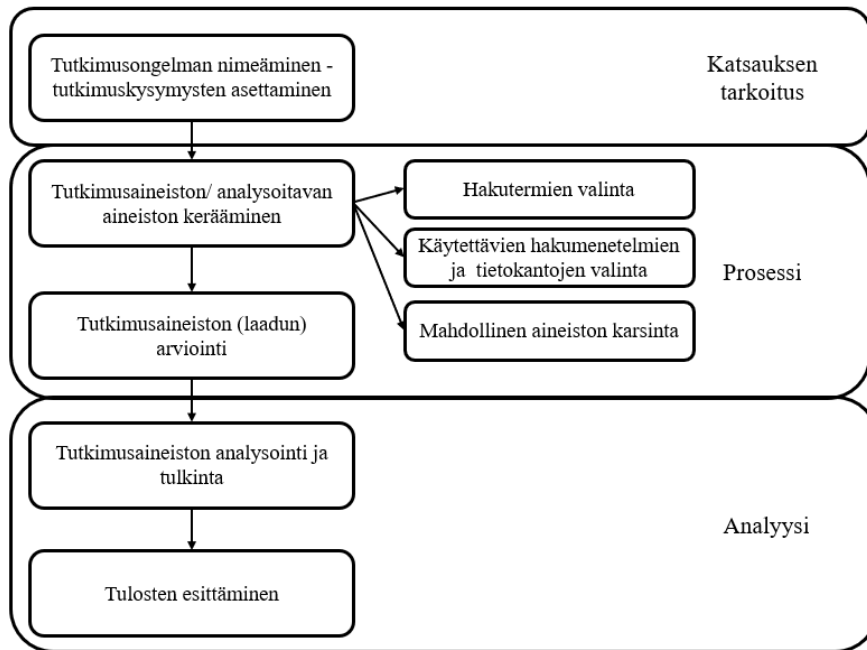 Tutkimusongelman nimeäminen -
tutkimuskysymysten asettaminen
Katsauksen
tarkoitus
Tutkimusaineiston/ analysoitavan
aineiston kerääminen
Hakutermien valinta
Käytettävien hakumenetelmien
ja tietokantojen valinta
Mahdollinen aineiston karsinta
Prosessi
Tutkimusaineiston (laadun)
arviointi
Tutkimusaineiston analysointi ja
tulkinta
Analyysi
Tulosten esittäminen